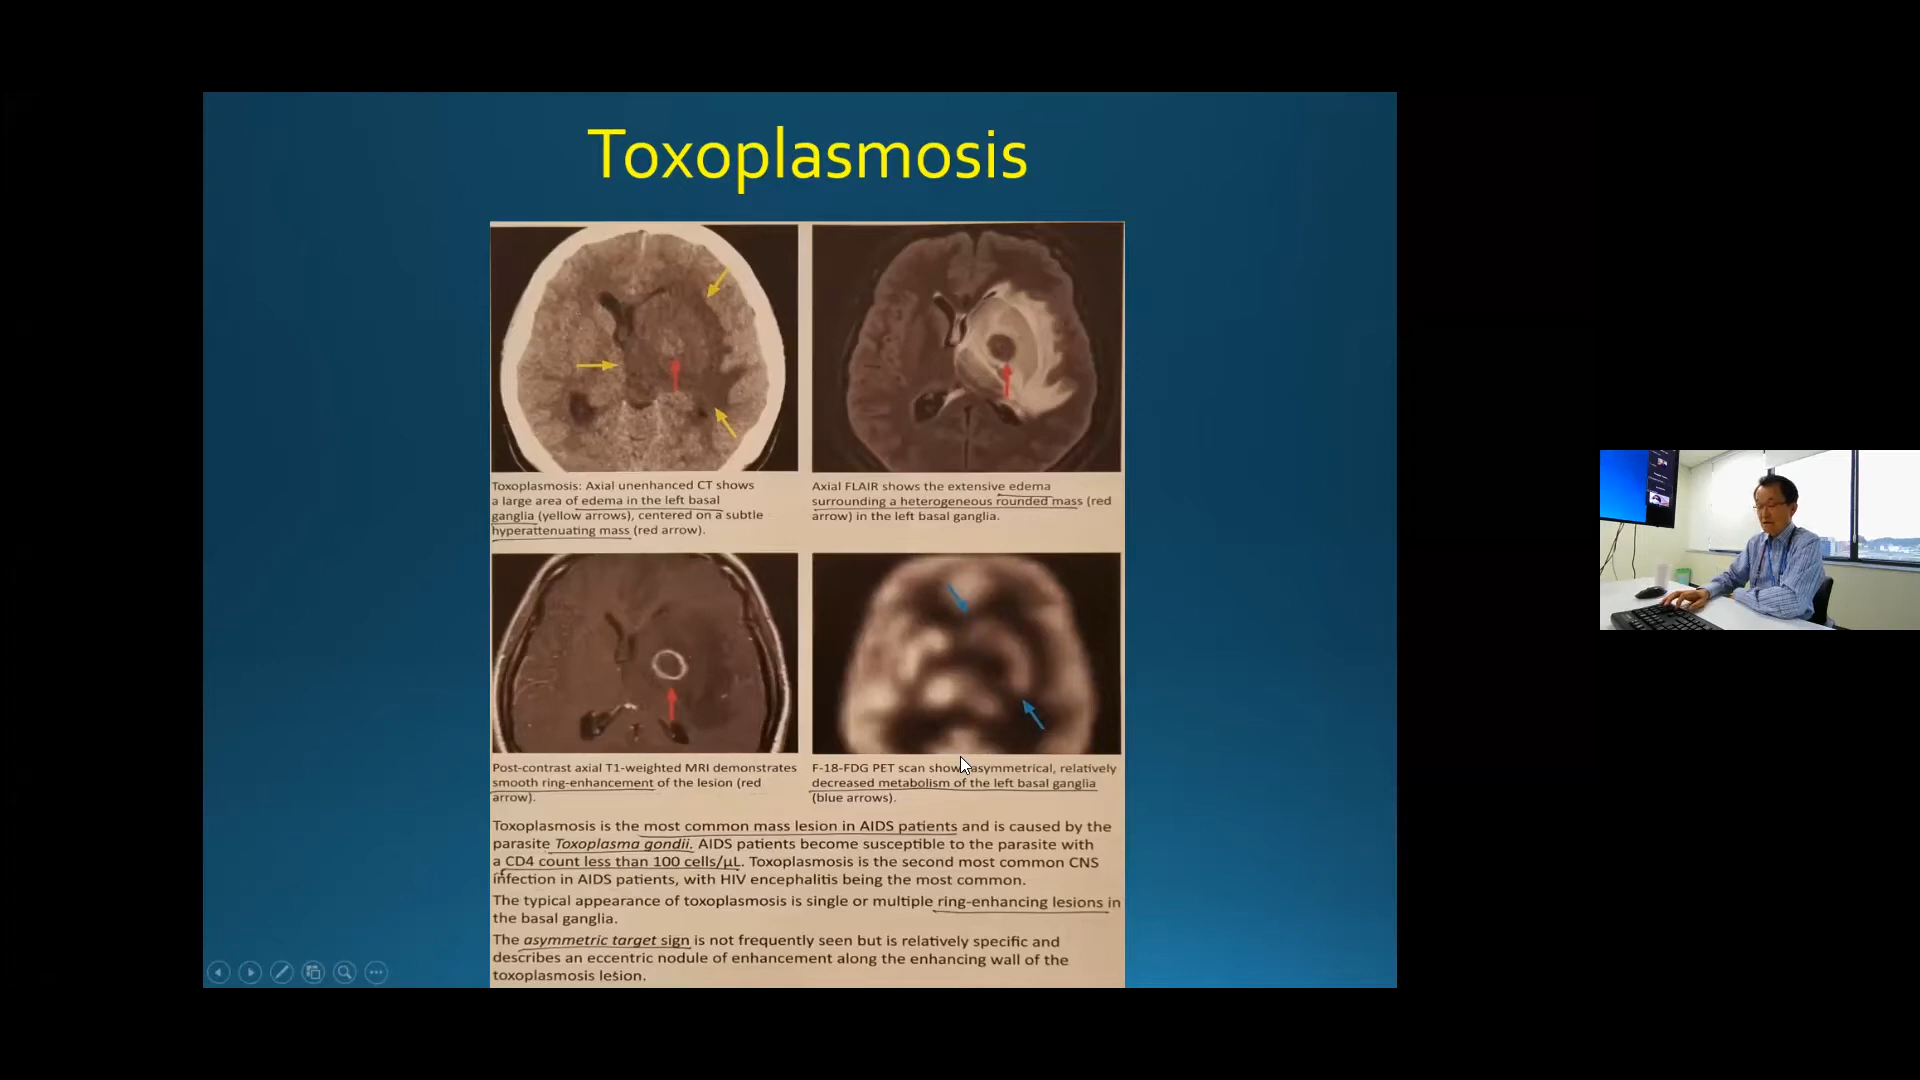 Toxoplasmosis
Toxoplasmosis: Axial unenhanced CT shows
a large area of edema in the left basal
ganglia (yellow arrows), centered on a subtle
hyperattenuating mass (red arrow).
Axial FLAIR shows the extensive edema
surrounding a heterogeneous rounded mass (red
arrow) in the left basal ganglia.
Post-contrast axial T1-weighted MRI demonstrates
smooth ring-enhancement of the lesion (red
arrow).
F-18-FDG PET scan show asymmetrical, relatively
decreased metabolism of the left basal ganglia
(blue arrows).
Toxoplasmosis is the most common mass lesion in AIDS patients and is caused by the
parasite Toxoplasma gondii. AIDS patients become susceptible to the parasite with
a CD4 count less than 100 cells/µL. Toxoplasmosis is the second most common CNS
infection in AIDS patients, with HIV encephalitis being the most common.
The typical appearance of toxoplasmosis is single or multiple ring-enhancing lesions in
the basal ganglia.
The asymmetric target sign is not frequently seen but is relatively specific and
describes an eccentric nodule of enhancement along the enhancing wall of the
toxoplasmosis lesion.